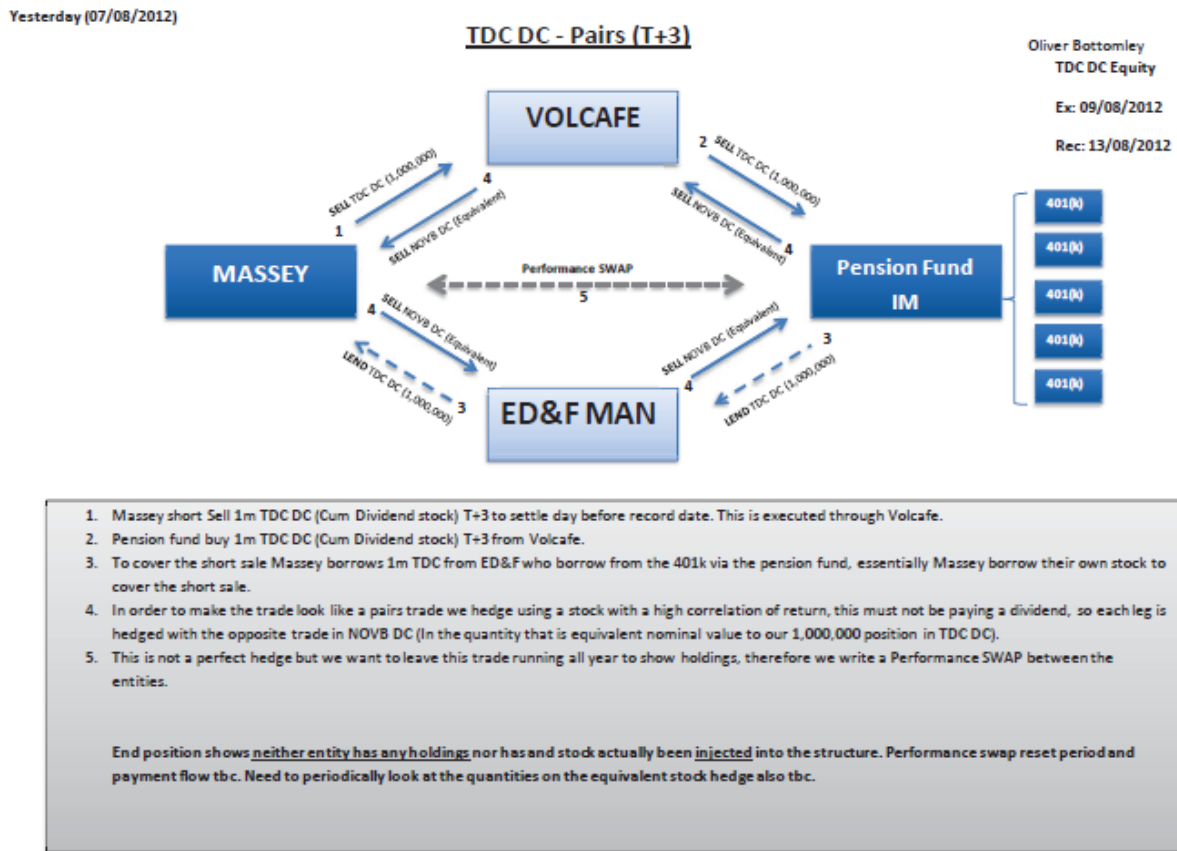 Yesterday (07/08/2012)
TDC DC - Pairs (T+3)
Oliver Bottomley
TDC DC Equity
Ex: 09/08/2012
Rec: 13/08/2012
VOLCAFE
2
SELL TDC DC (1,000,000)
SELL TDC DC (1,000,000)
4
SELL NOVB DC (Equivalent)
SELL NOVB DC (Equivalent)
1
4
MASSEY
Performance SWAP
5
Pension Fund
IM
401(k)
401(k)
401(k)
401(k)
401(k)
4
SELL NOVB DC (Equivalent)
SELL NOVB DC (Equivalent)
3
LEND TDC DC (1,000,000)
LEND TDC DC (1,000,000)
3
4
ED&F MAN
1. Massey short Sell 1m TDC DC (Cum Dividend stock) T+3 to settle day before record date. This is executed through Volcafe.
2. Pension fund buy 1m TDC DC (Cum Dividend stock) T+3 from Volcafe.
3. To cover the short sale Massey borrows 1m TDC from ED&F who borrow from the 401k via the pension fund, essentially Massey borrow their own stock to
cover the short sale.
4. In order to make the trade look like a pairs trade we hedge using a stock with a high correlation of return, this must not be paying a dividend, so each leg is
hedged with the opposite trade in NOVB DC (In the quantity that is equivalent nominal value to our 1,000,000 position in TDC DC).
5. This is not a perfect hedge but we want to leave this trade running all year to show holdings, therefore we write a Performance SWAP between the
entities.
End position shows neither entity has any holdings nor has and stock actually been injected into the structure. Performance swap reset period and
payment flow tbc. Need to periodically look at the quantities on the equivalent stock hedge also tbc.